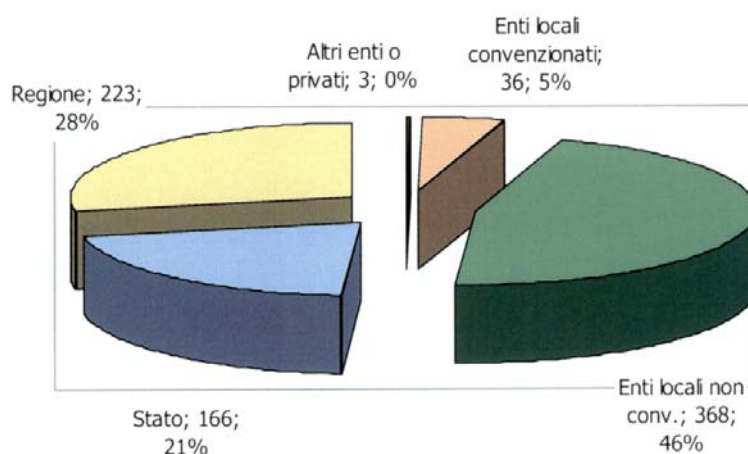 Altri enti o
privati; 3; 0%
Enti locali
convenzionati;
36; 5%
Regione; 223;
28%
Stato; 166;
21%
Enti locali non
conv.; 368;
46%